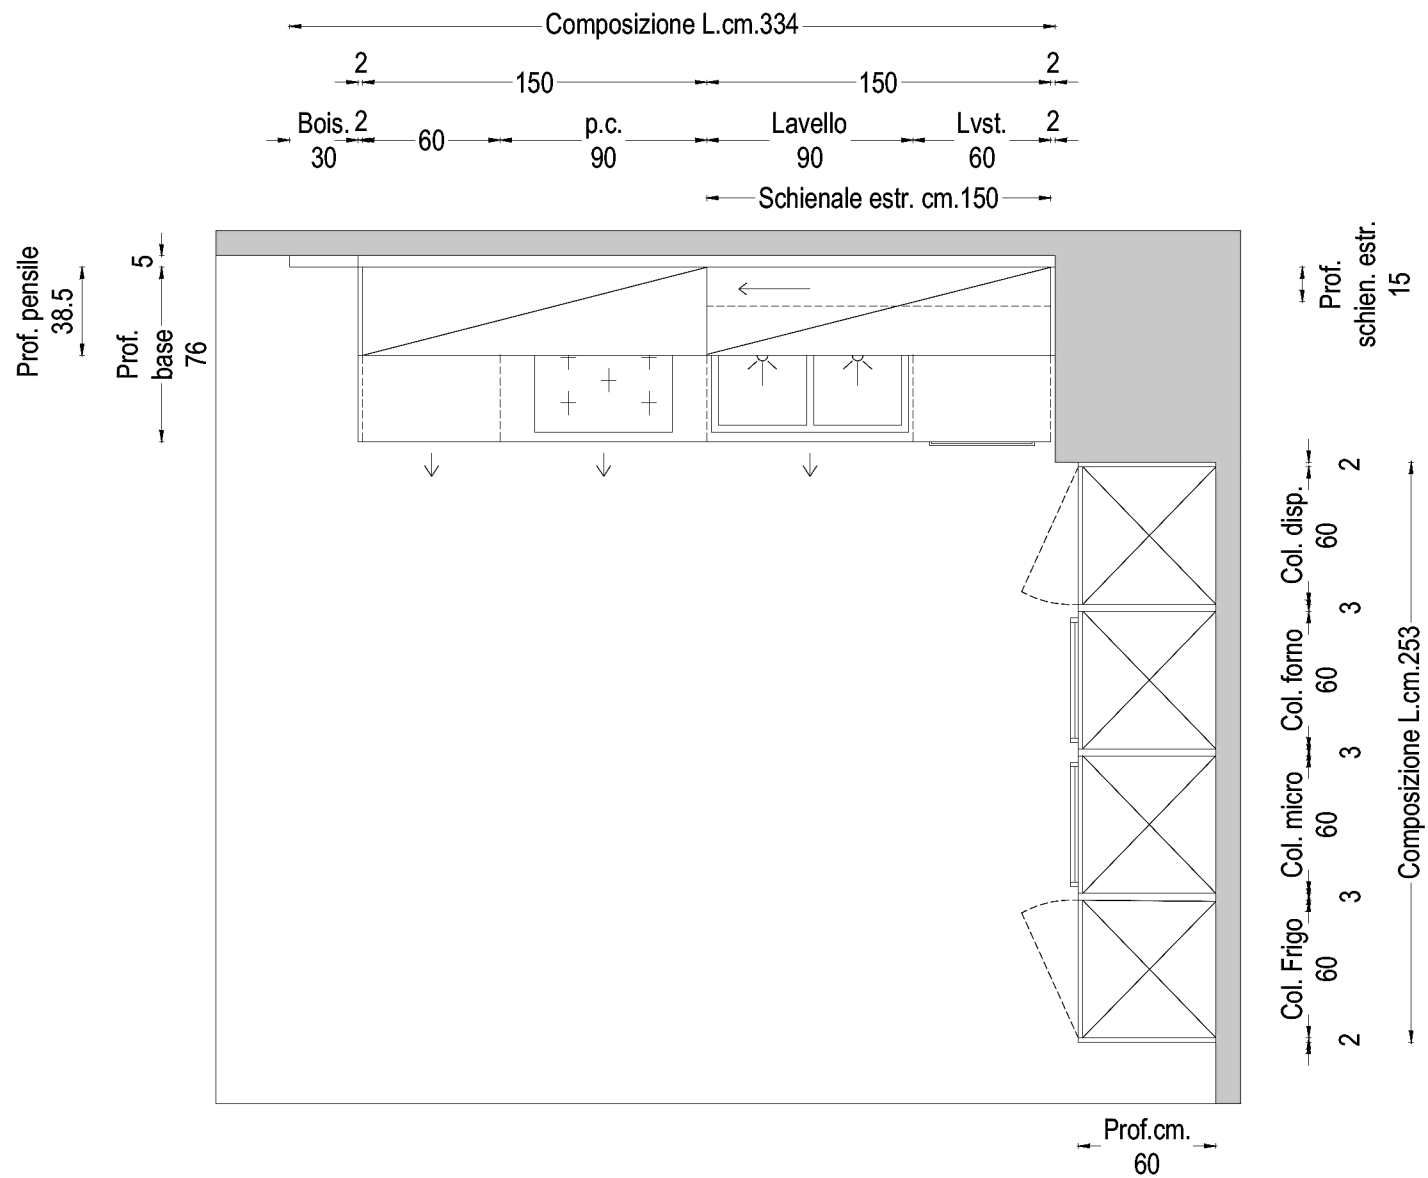 Composizione L.cm.334
2
150
150
2
Bois.
30
2
60
p.c.
90
Lavello
90
Lvst.
60
2
Schienale estr. cm.150
Prof. pensile
38.5
5
Prof.
base
76
Prof.
schien. estr.
15
2
Col. disp.
60
3
Col. forno
60
3
Col. micro
60
3
Col. Frigo
60
2
Composizione L.cm.253
Prof.cm.
60